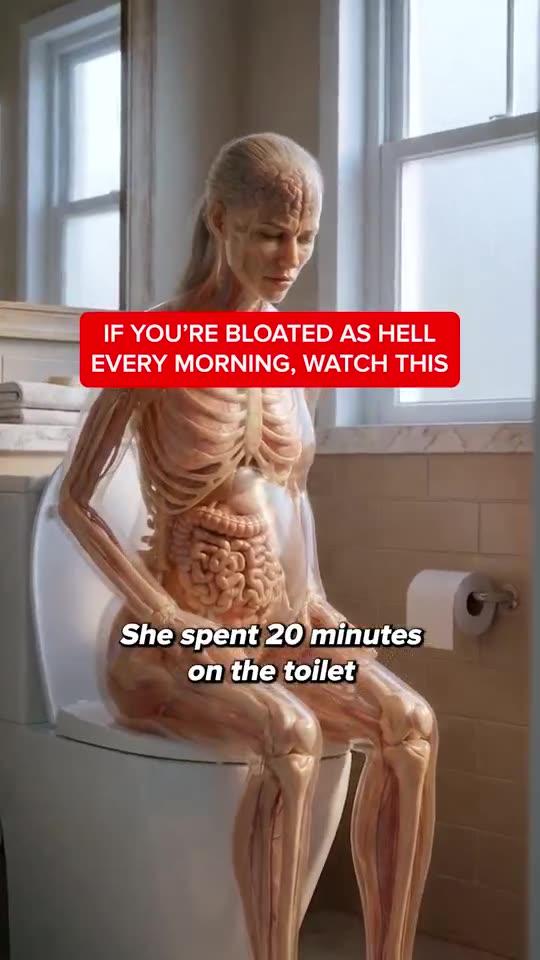 IF YOU’RE BLOATED AS HELL
EVERY MORNING, WATCH THIS
She spent 20 minutes
on the toilet